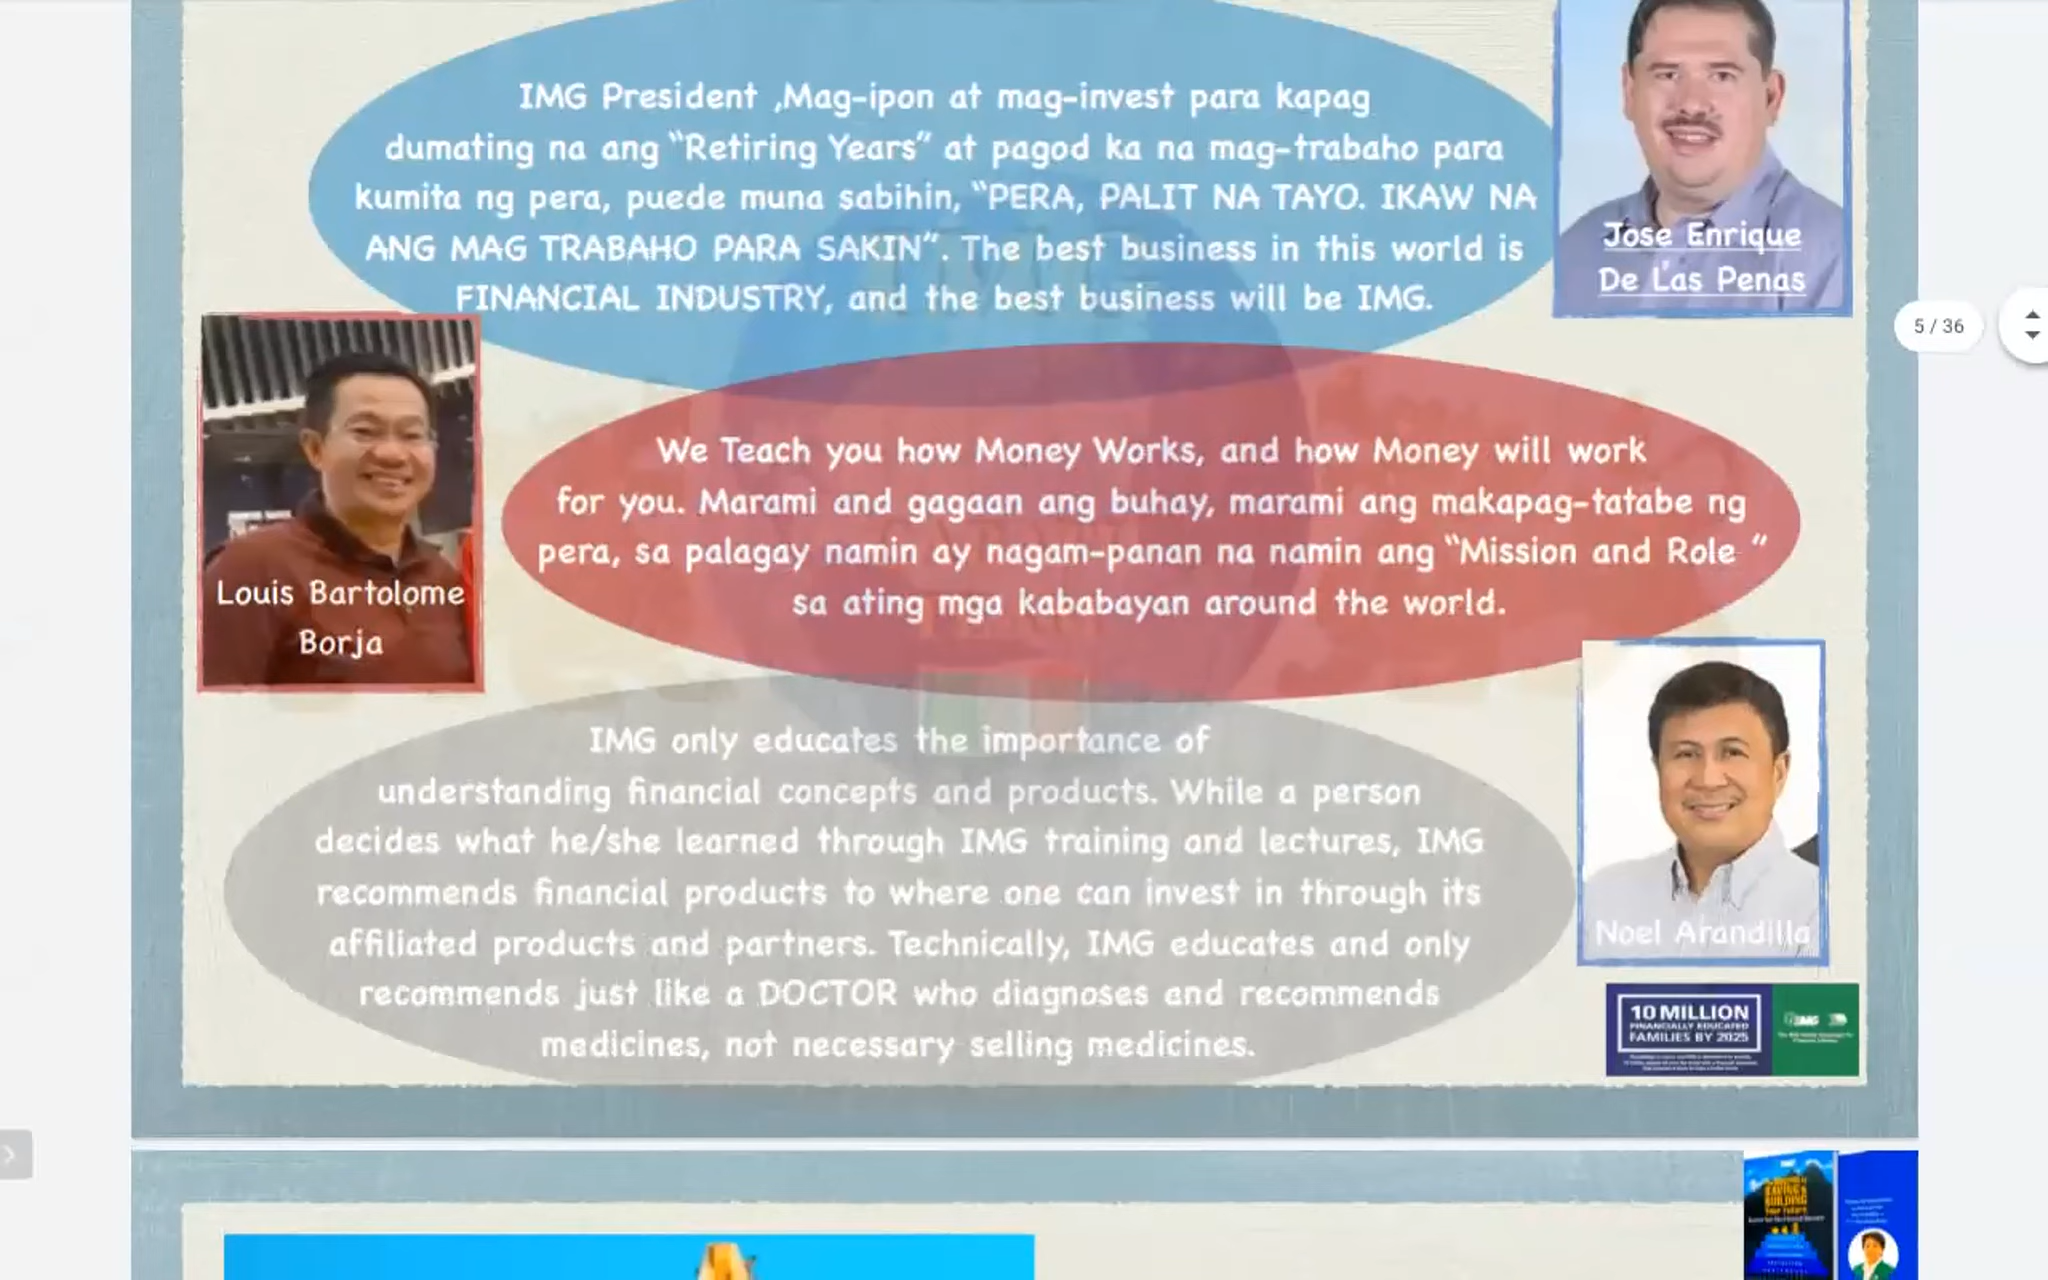 IMG President ,Mag-ipon at mag-invest para kapag
dumating na ang “Retiring Years” at pagod ka na mag-trabaho para
kumita ng pera, puede muna sabihin, “PERA, PALIT NA TAYO. IKAW NA
ANG MAG TRABAHO PARA SAKIN”. The best business in this world is
FINANCIAL INDUSTRY, and the best business will be IMG.
Jose Enrique
De Las Penas
5 / 36
We Teach you how Money Works, and how Money will work
for you. Marami and gagaan ang buhay, marami ang makapag-tatabe ng
pera, sa palagay namin ay nagam-panan na namin ang “Mission and Role ”
sa ating mga kababayan around the world.
Louis Bartolome
Borja
IMG only educates the importance of
understanding financial concepts and products. While a person
decides what he/she learned through IMG training and lectures, IMG
recommends financial products to where one can invest in through its
affiliated products and partners. Technically, IMG educates and only
recommends just like a DOCTOR who diagnoses and recommends
medicines, not necessary selling medicines.
Noel Arandilla
10 MILLION
FINANCIALLY EDUCATED
FAMILIES BY 2025
IMG
SAVING &
BUILDING